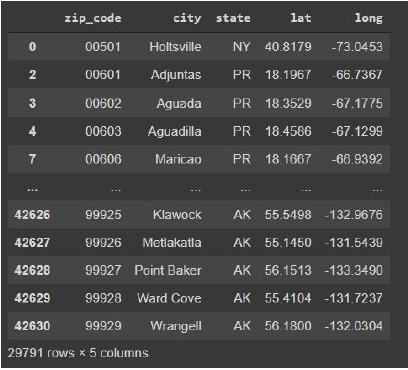 zip_code city state lat long
0 00501 Holtsville NY 40.8179 -73.0453
2 00601 Adjuntas PR 18.1967 -66.7367
3 00602 Aguada PR 18.3529 -67.1775
4 00603 Aguadilla PR 18.4586 -67.1299
7 00606 Maricao PR 18.1667 -66.9392
... ... ... ... ... ...
42626 99925 Klawock AK 55.5498 -132.9676
42627 99926 Metlakatla AK 55.1450 -131.5439
42628 99927 Point Baker AK 56.1513 -133.3490
42629 99928 Ward Cove AK 55.4104 -131.7237
42630 99929 Wrangell AK 56.1800 -132.0304
29791 rows × 5 columns